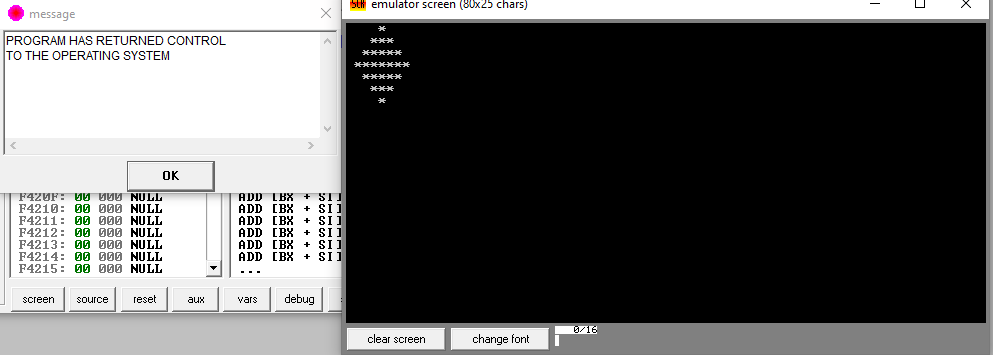 message
PROGRAM HAS RETURNED CONTROL
TO THE OPERATING SYSTEM
OK
F420F: 00 000 NULL
F4210: 00 000 NULL
F4211: 00 000 NULL
F4212: 00 000 NULL
F4213: 00 000 NULL
F4214: 00 000 NULL
F4215: 00 000 NULL
ADD [BX + SI]
ADD [BX + SI]
ADD [BX + SI]
ADD [BX + SI]
ADD [BX + SI]
ADD [BX + SI]
...
screen source reset aux vars debug
emulator screen (80x25 chars)
*
***
*****
*******
*****
***
*
clear screen change font 0/16